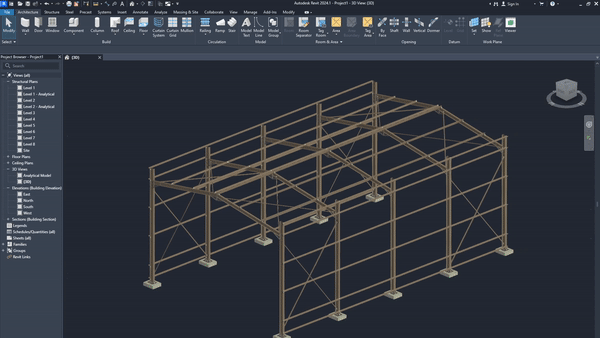 Autodesk Revit 2024.1 - Project1 - 3D View: {3D}
Sign In
File Architecture Structure Steel Precast Systems Insert Annotate Analyze Massing & Site Collaborate View Manage Add-Ins Modify
Modify Wall Door Window Component Column Roof Ceiling Floor Curtain System Curtain Grid Mullion Railing Ramp Stair Model Text Model Line Model Group Room Room Separator Tag Room Area Area Boundary Tag Area By Face Shaft Wall Vertical Dormer Level Grid Set Show Ref Plane Viewer
Select Build Circulation Model Room & Area Opening Datum Work Plane
Project Browser - Project1
{3D}
Search
Views (all)
Structural Plans
Level 1
Level 1 - Analytical
Level 2
Level 2 - Analytical
Level 3
Level 4
Level 5
Level 6
Level 7
Level 8
Site
Floor Plans
Ceiling Plans
3D Views
Analytical Model
{3D}
Elevations (Building Elevation)
East
North
South
West
Sections (Building Section)
Legends
Schedules/Quantities (all)
Sheets (all)
Families
Groups
Revit Links